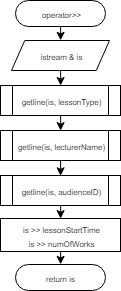 operator>>
istream & is
getline(is, lessonType)
getline(is, lecturerName)
getline(is, audienceID)
is >> lessonStartTime
is >> numOfWorks
return is